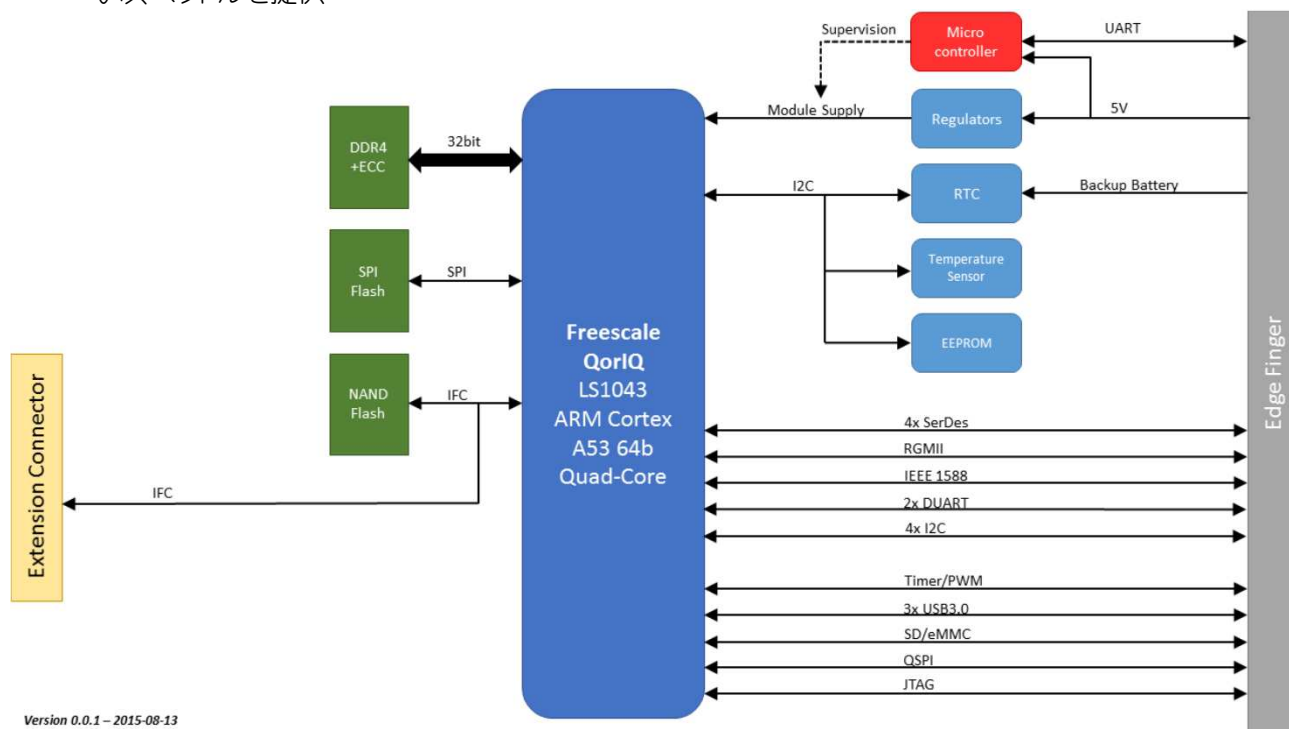 Supervision
Micro
controller
UART
Module Supply
Regulators
5V
DDR4
+ECC
32bit
I2C
RTC
Backup Battery
SPI
Flash
SPI
Temperature
Sensor
EEPROM
Freescale
QorIQ
LS1043
ARM Cortex
A53 64b
Quad-Core
NAND
Flash
IFC
IFC
Extension Connector
Edge Finger
4x SerDes
RGMII
IEEE 1588
2x DUART
4x I2C
Timer/PWM
3x USB3.0
SD/eMMC
QSPI
JTAG
Version 0.0.1 – 2015-08-13